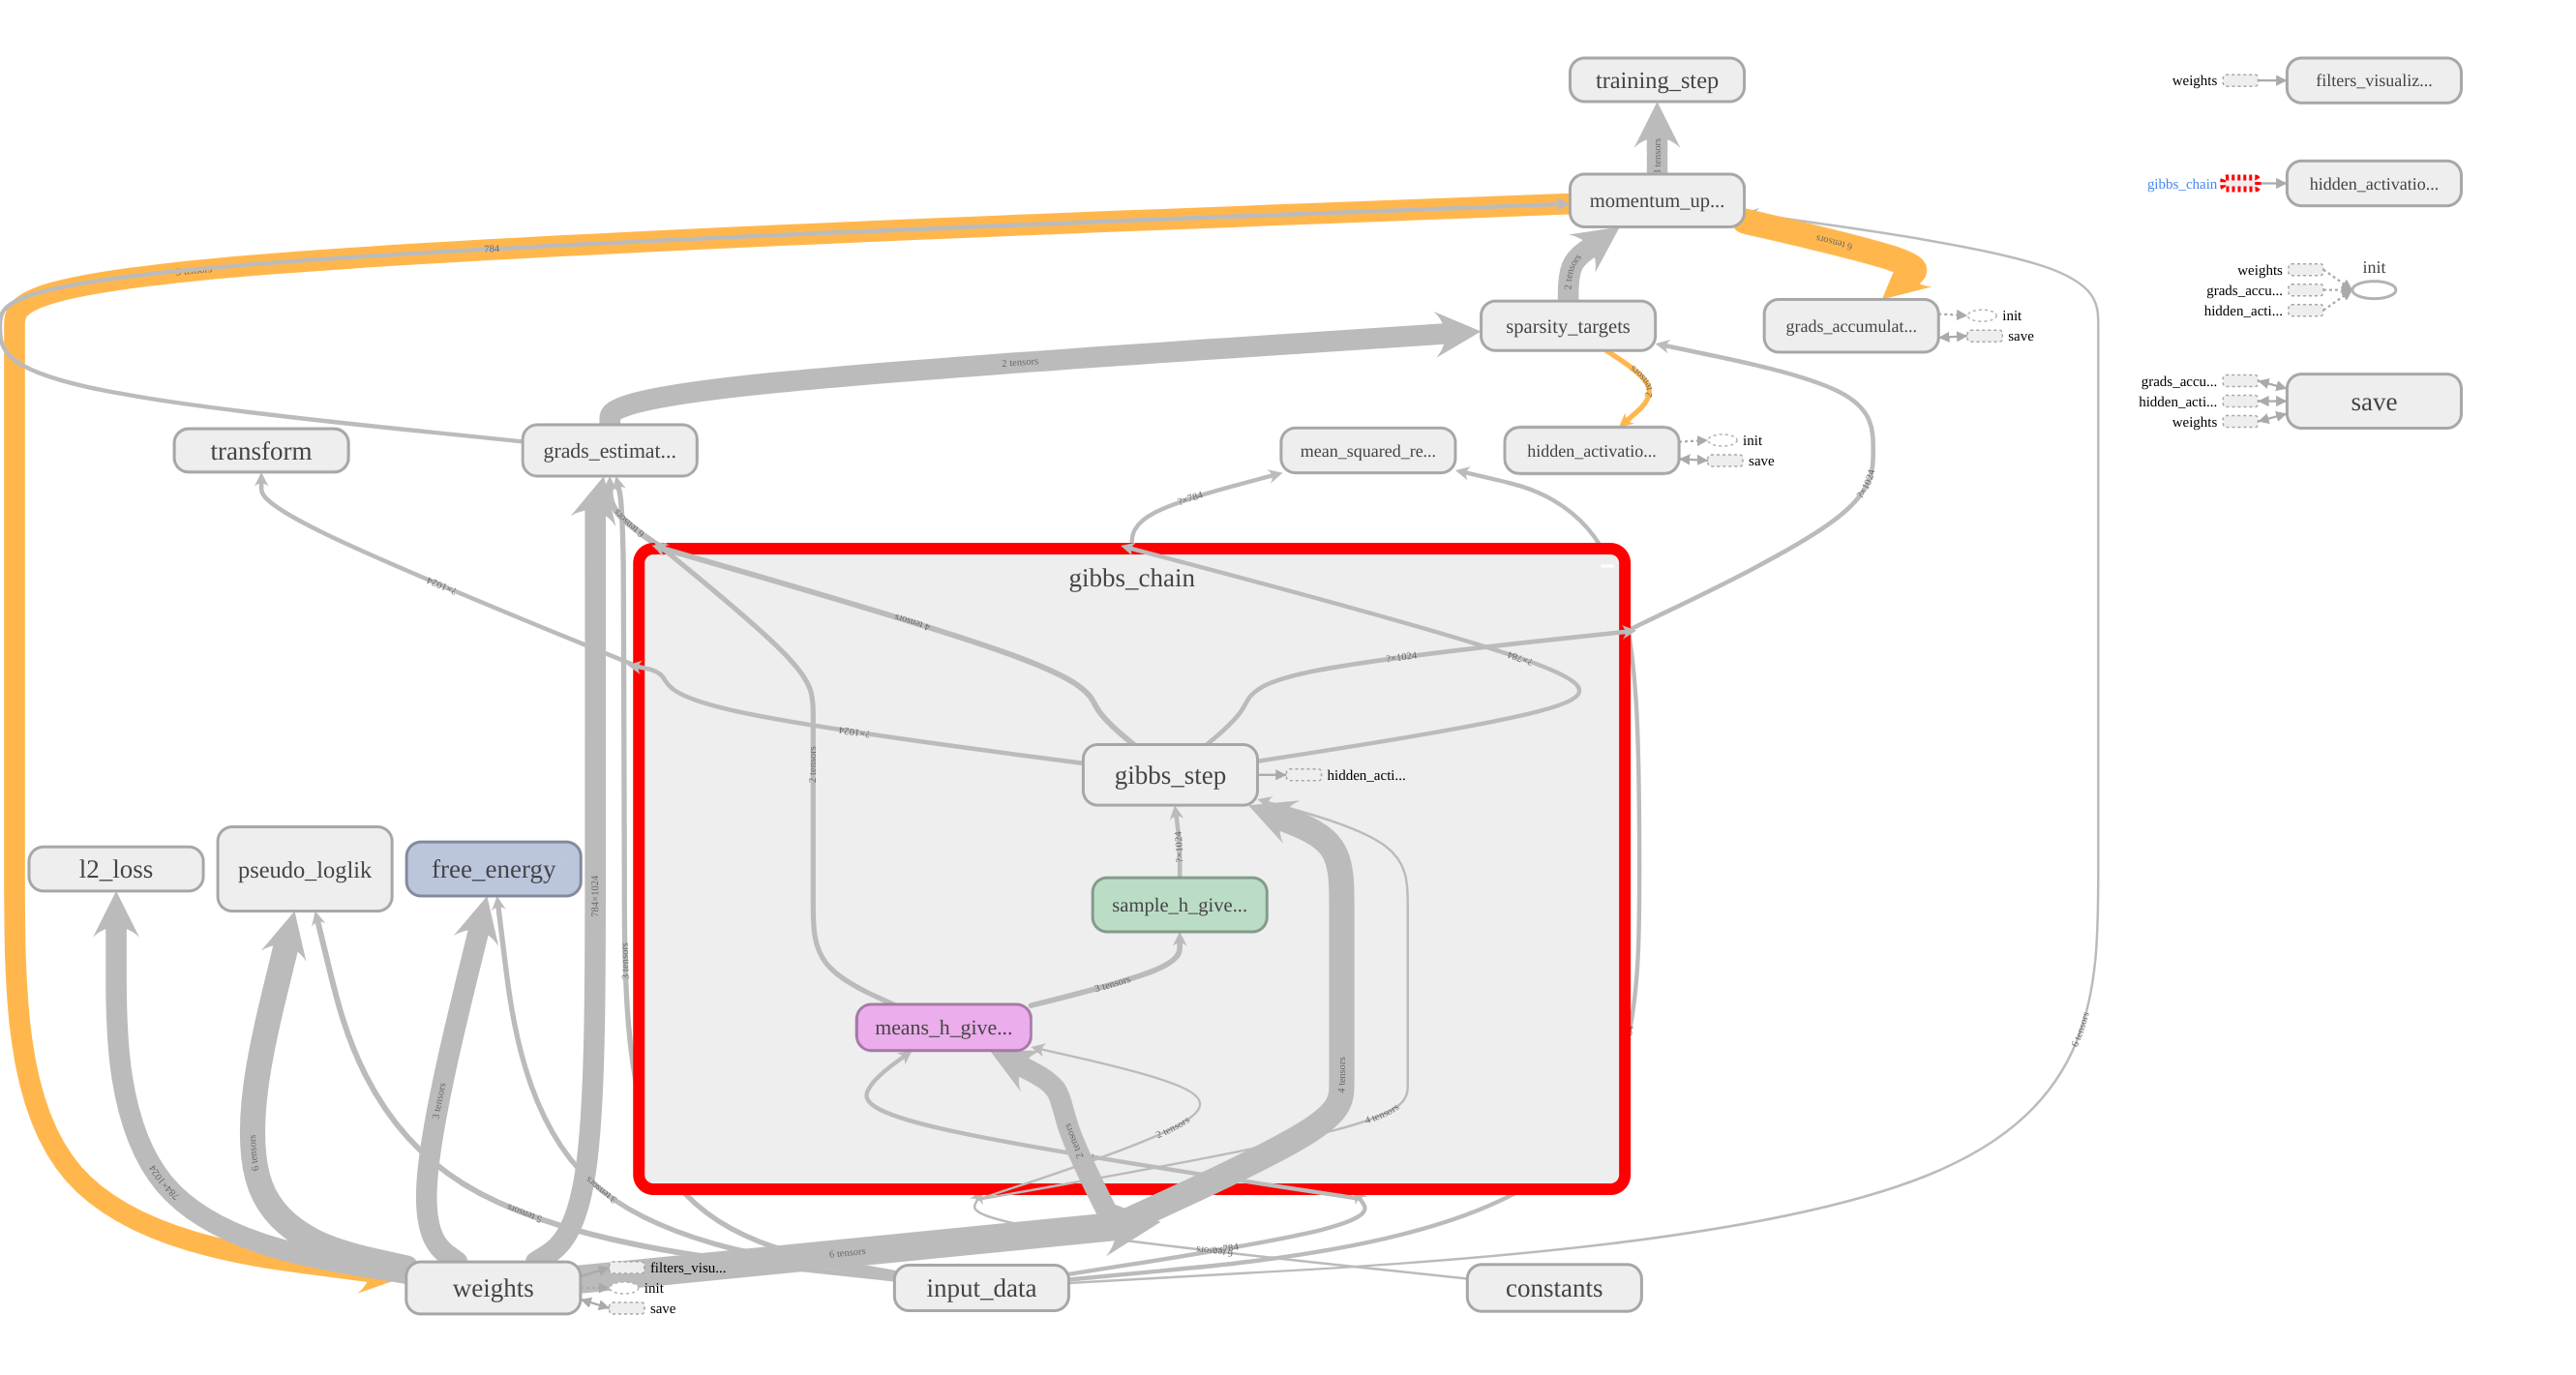 training_step
weights
filters_visualiz...
3 tensors
gibbs_chain
hidden_activatio...
momentum_up...
6 tensors
784
3 tensors
2 tensors
weights
grads_accu...
hidden_acti...
init
sparsity_targets
grads_accumulat...
init
save
2 tensors
2 tensors
grads_accu...
hidden_acti...
weights
save
transform
grads_estimat...
mean_squared_re...
hidden_activatio...
init
save
?×784
?×1024
6 tensors
gibbs_chain
?×1024
4 tensors
?×1024
?×784
?×1024
2 tensors
gibbs_step
hidden_acti...
?×1024
l2_loss
pseudo_loglik
free_energy
784×1024
sample_h_give...
3 tensors
3 tensors
means_h_give...
6 tensors
4 tensors
3 tensors
2 tensors
4 tensors
2 tensors
6 tensors
784×1024
3 tensors
5 tensors
6 tensors
784
weights
filters_visu...
init
save
input_data
constants